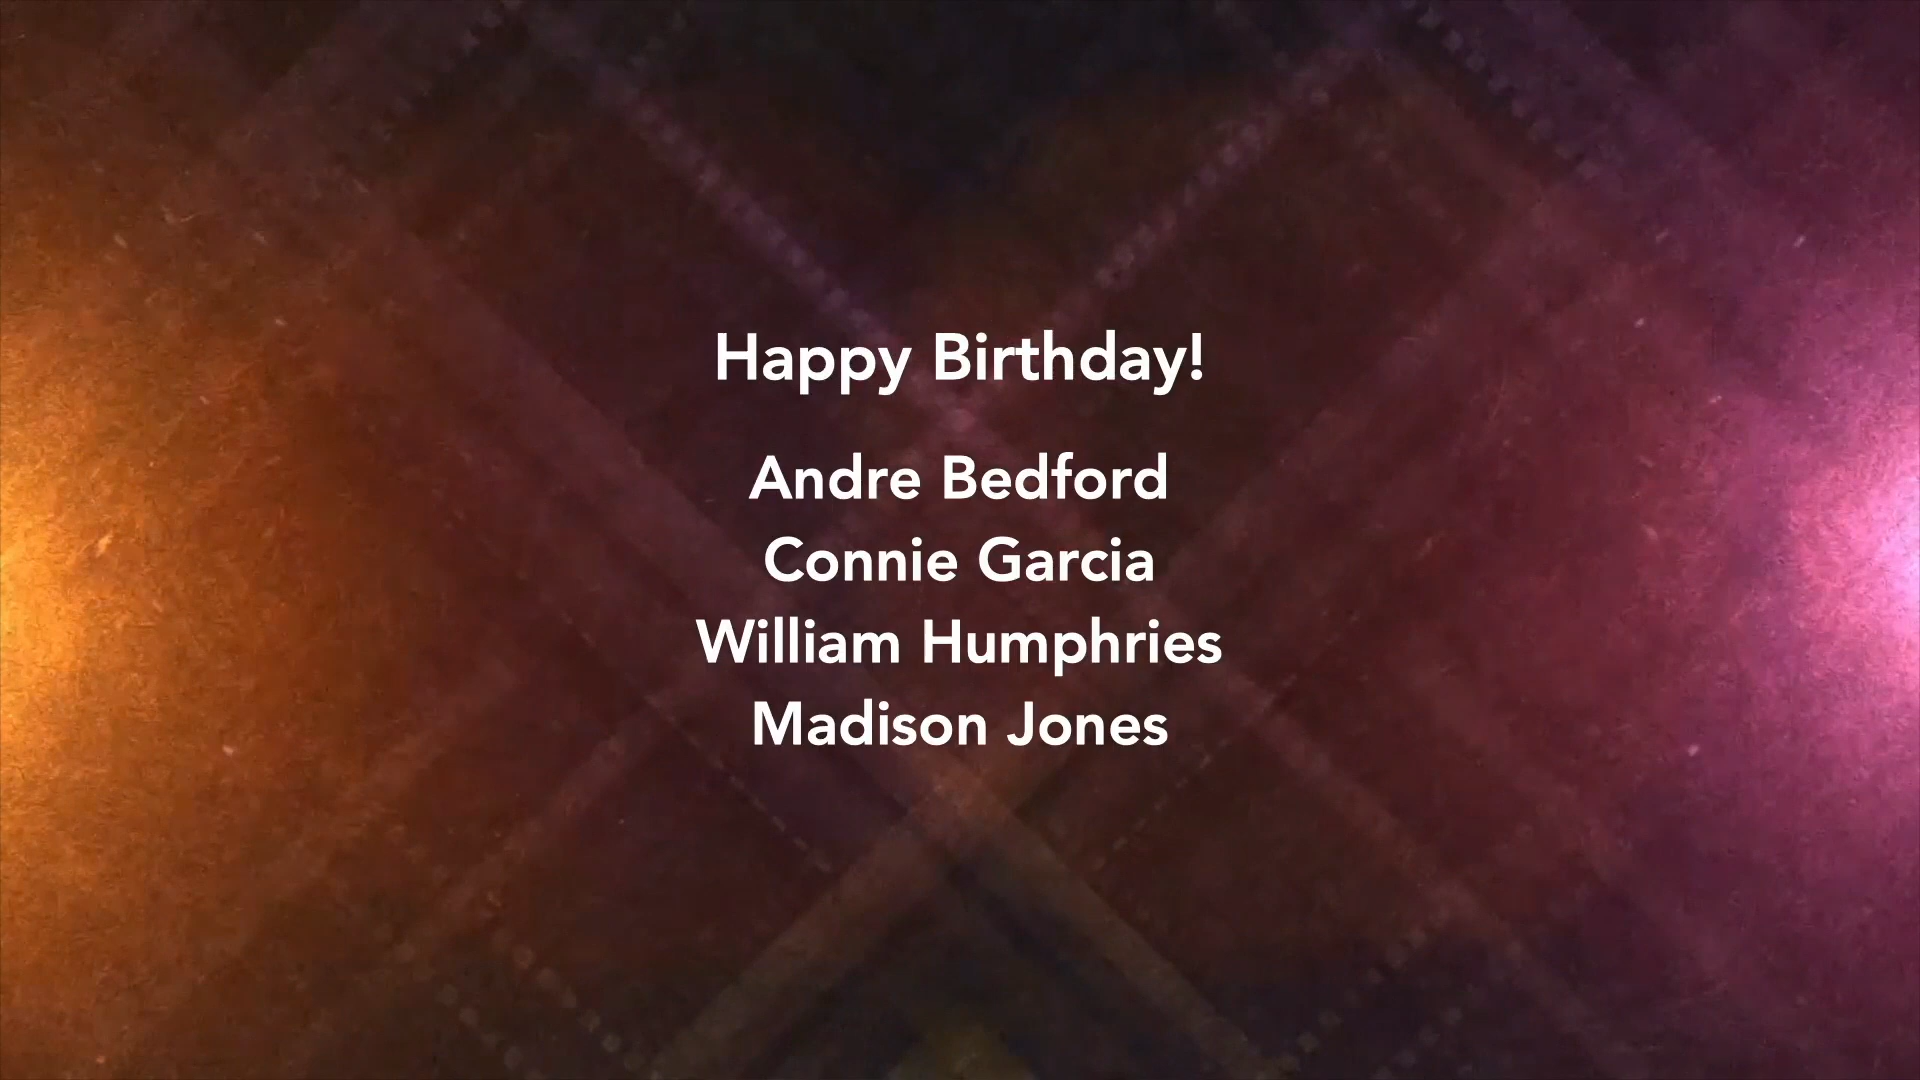 Happy Birthday!
Andre Bedford
Connie Garcia
William Humphries
Madison Jones